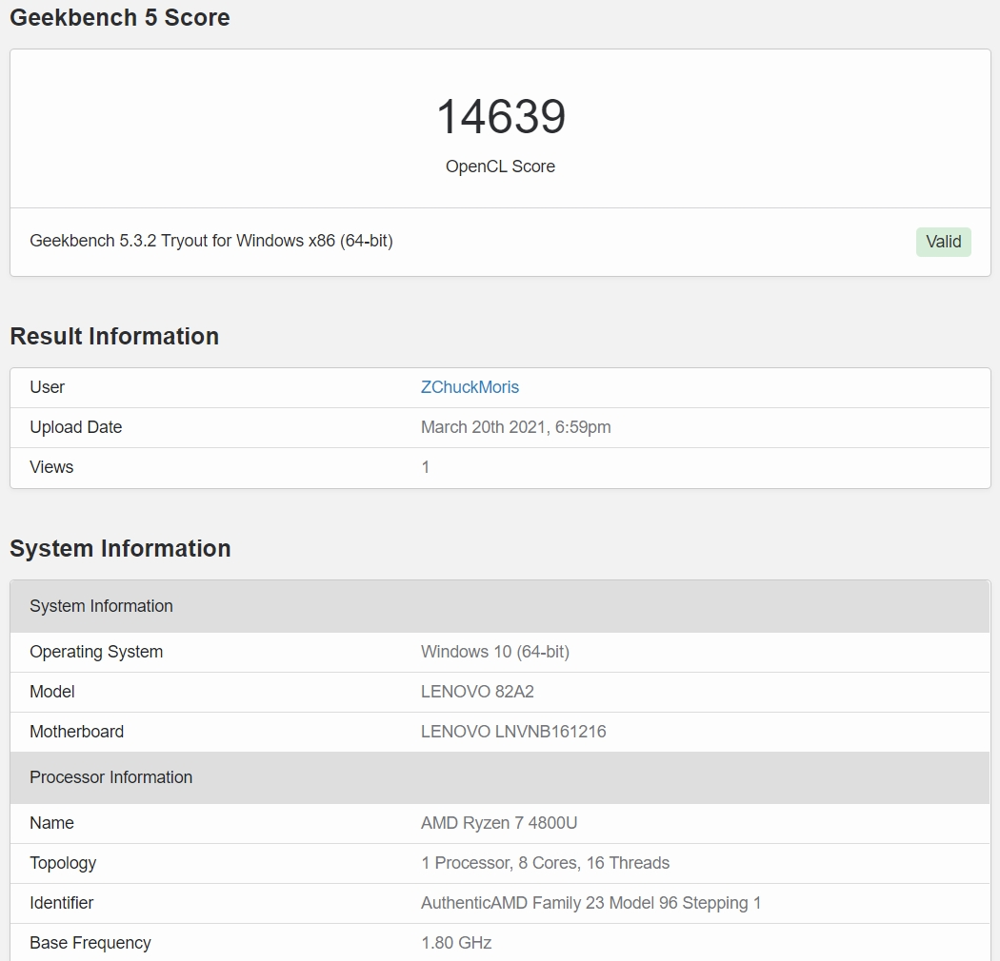 Geekbench 5 Score
14639
OpenCL Score
Geekbench 5.3.2 Tryout for Windows x86 (64-bit) Valid
Result Information
User ZChuckMoris
Upload Date March 20th 2021, 6:59pm
Views 1
System Information
System Information
Operating System Windows 10 (64-bit)
Model LENOVO 82A2
Motherboard LENOVO LNVNB161216
Processor Information
Name AMD Ryzen 7 4800U
Topology 1 Processor, 8 Cores, 16 Threads
Identifier AuthenticAMD Family 23 Model 96 Stepping 1
Base Frequency 1.80 GHz